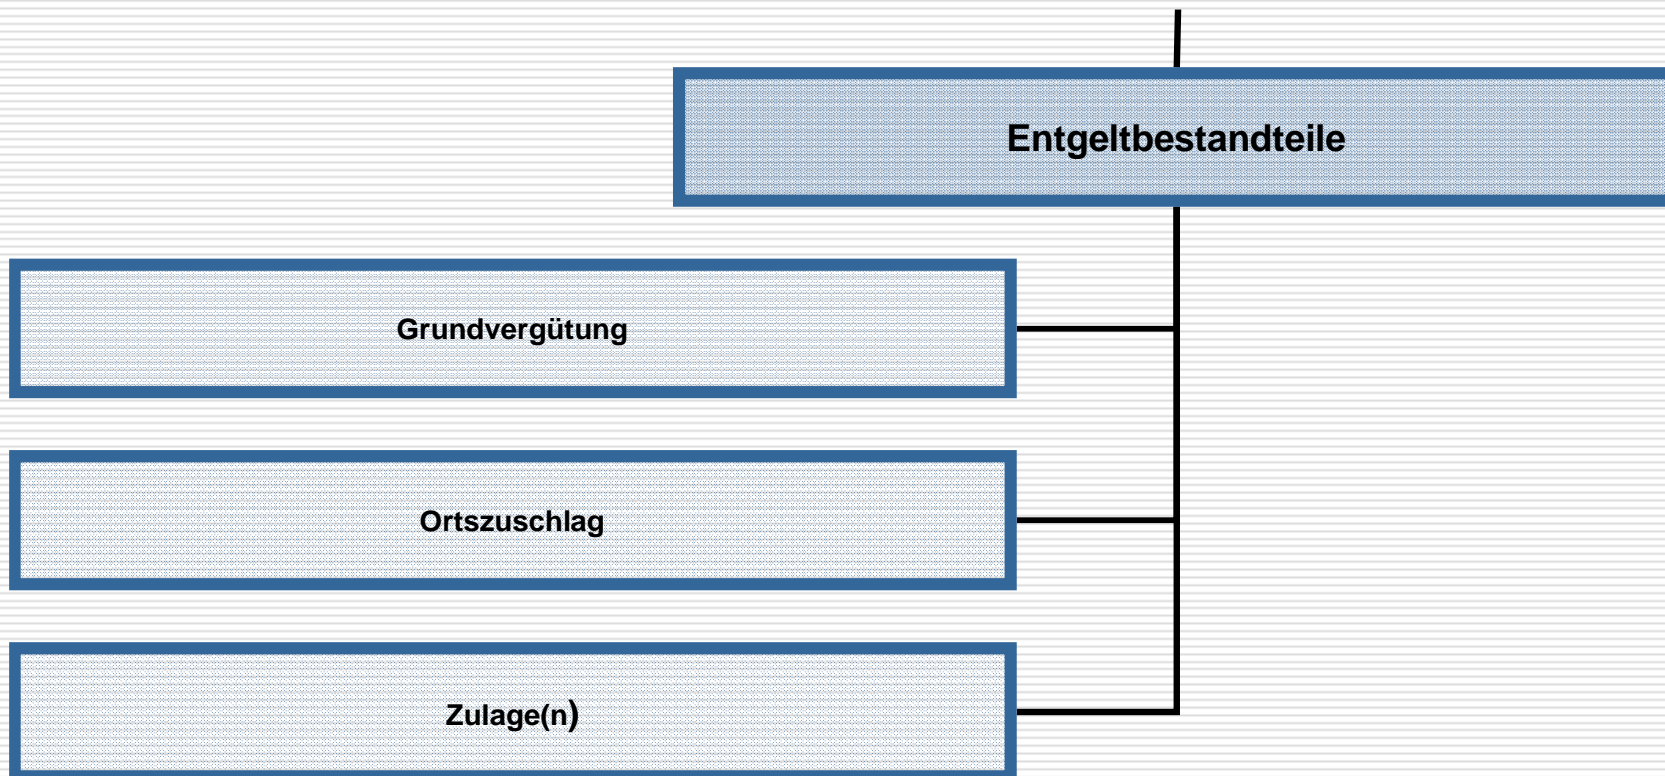 Entgeltbestandteile
Grundvergütung
Ortszuschlag
Zulage(n)